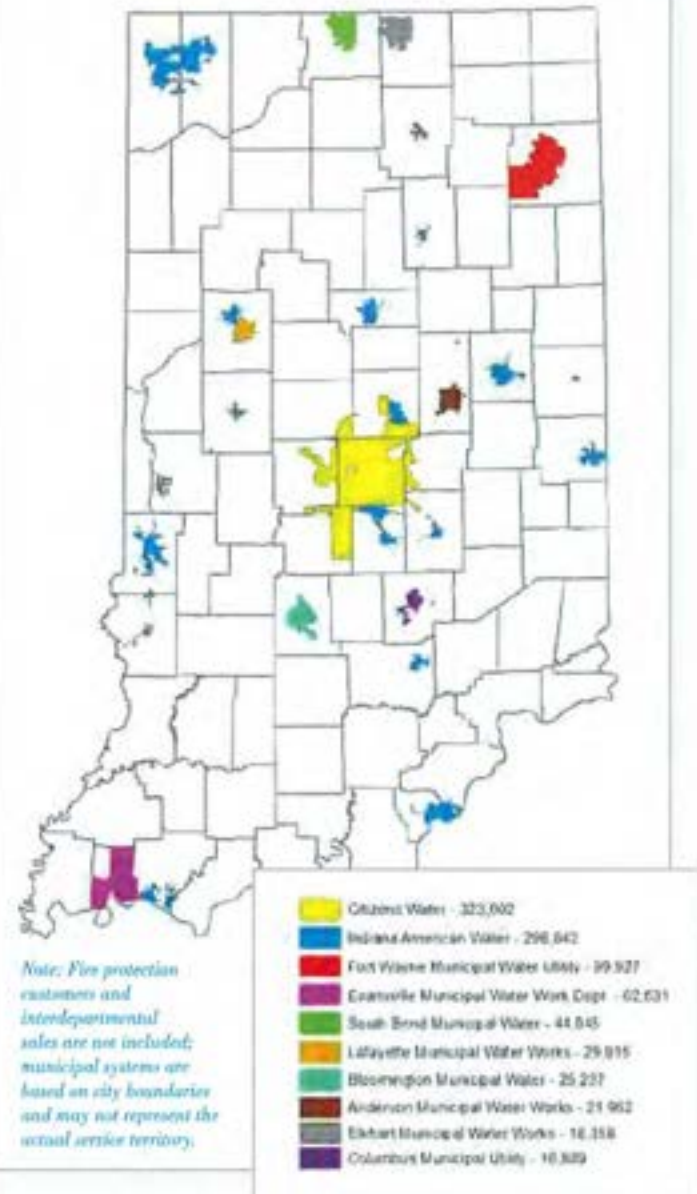 Citizens Water - 323,602
Indiana American Water - 298,642
Fort Wayne Municipal Water Utility - 99,927
Evansville Municipal Water Work Dept - 62,631
South Bend Municipal Water - 44,845
Lafayette Municipal Water Works - 29,915
Bloomington Municipal Water - 25,237
Anderson Municipal Water Works - 21 962
Elkhart Municipal Water Works - 18,358
Columbus Municipal Utility -
Note: Fire protection
customers and
interdepartmental
sales are not included;
municipal systems are
based on city boundaries
and may not represent the
actual service territory.